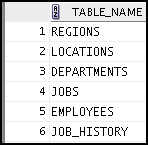 TABLE_NAME
1 REGIONS
2 LOCATIONS
3 DEPARTMENTS
4 JOBS
5 EMPLOYEES
6 JOB_HISTORY